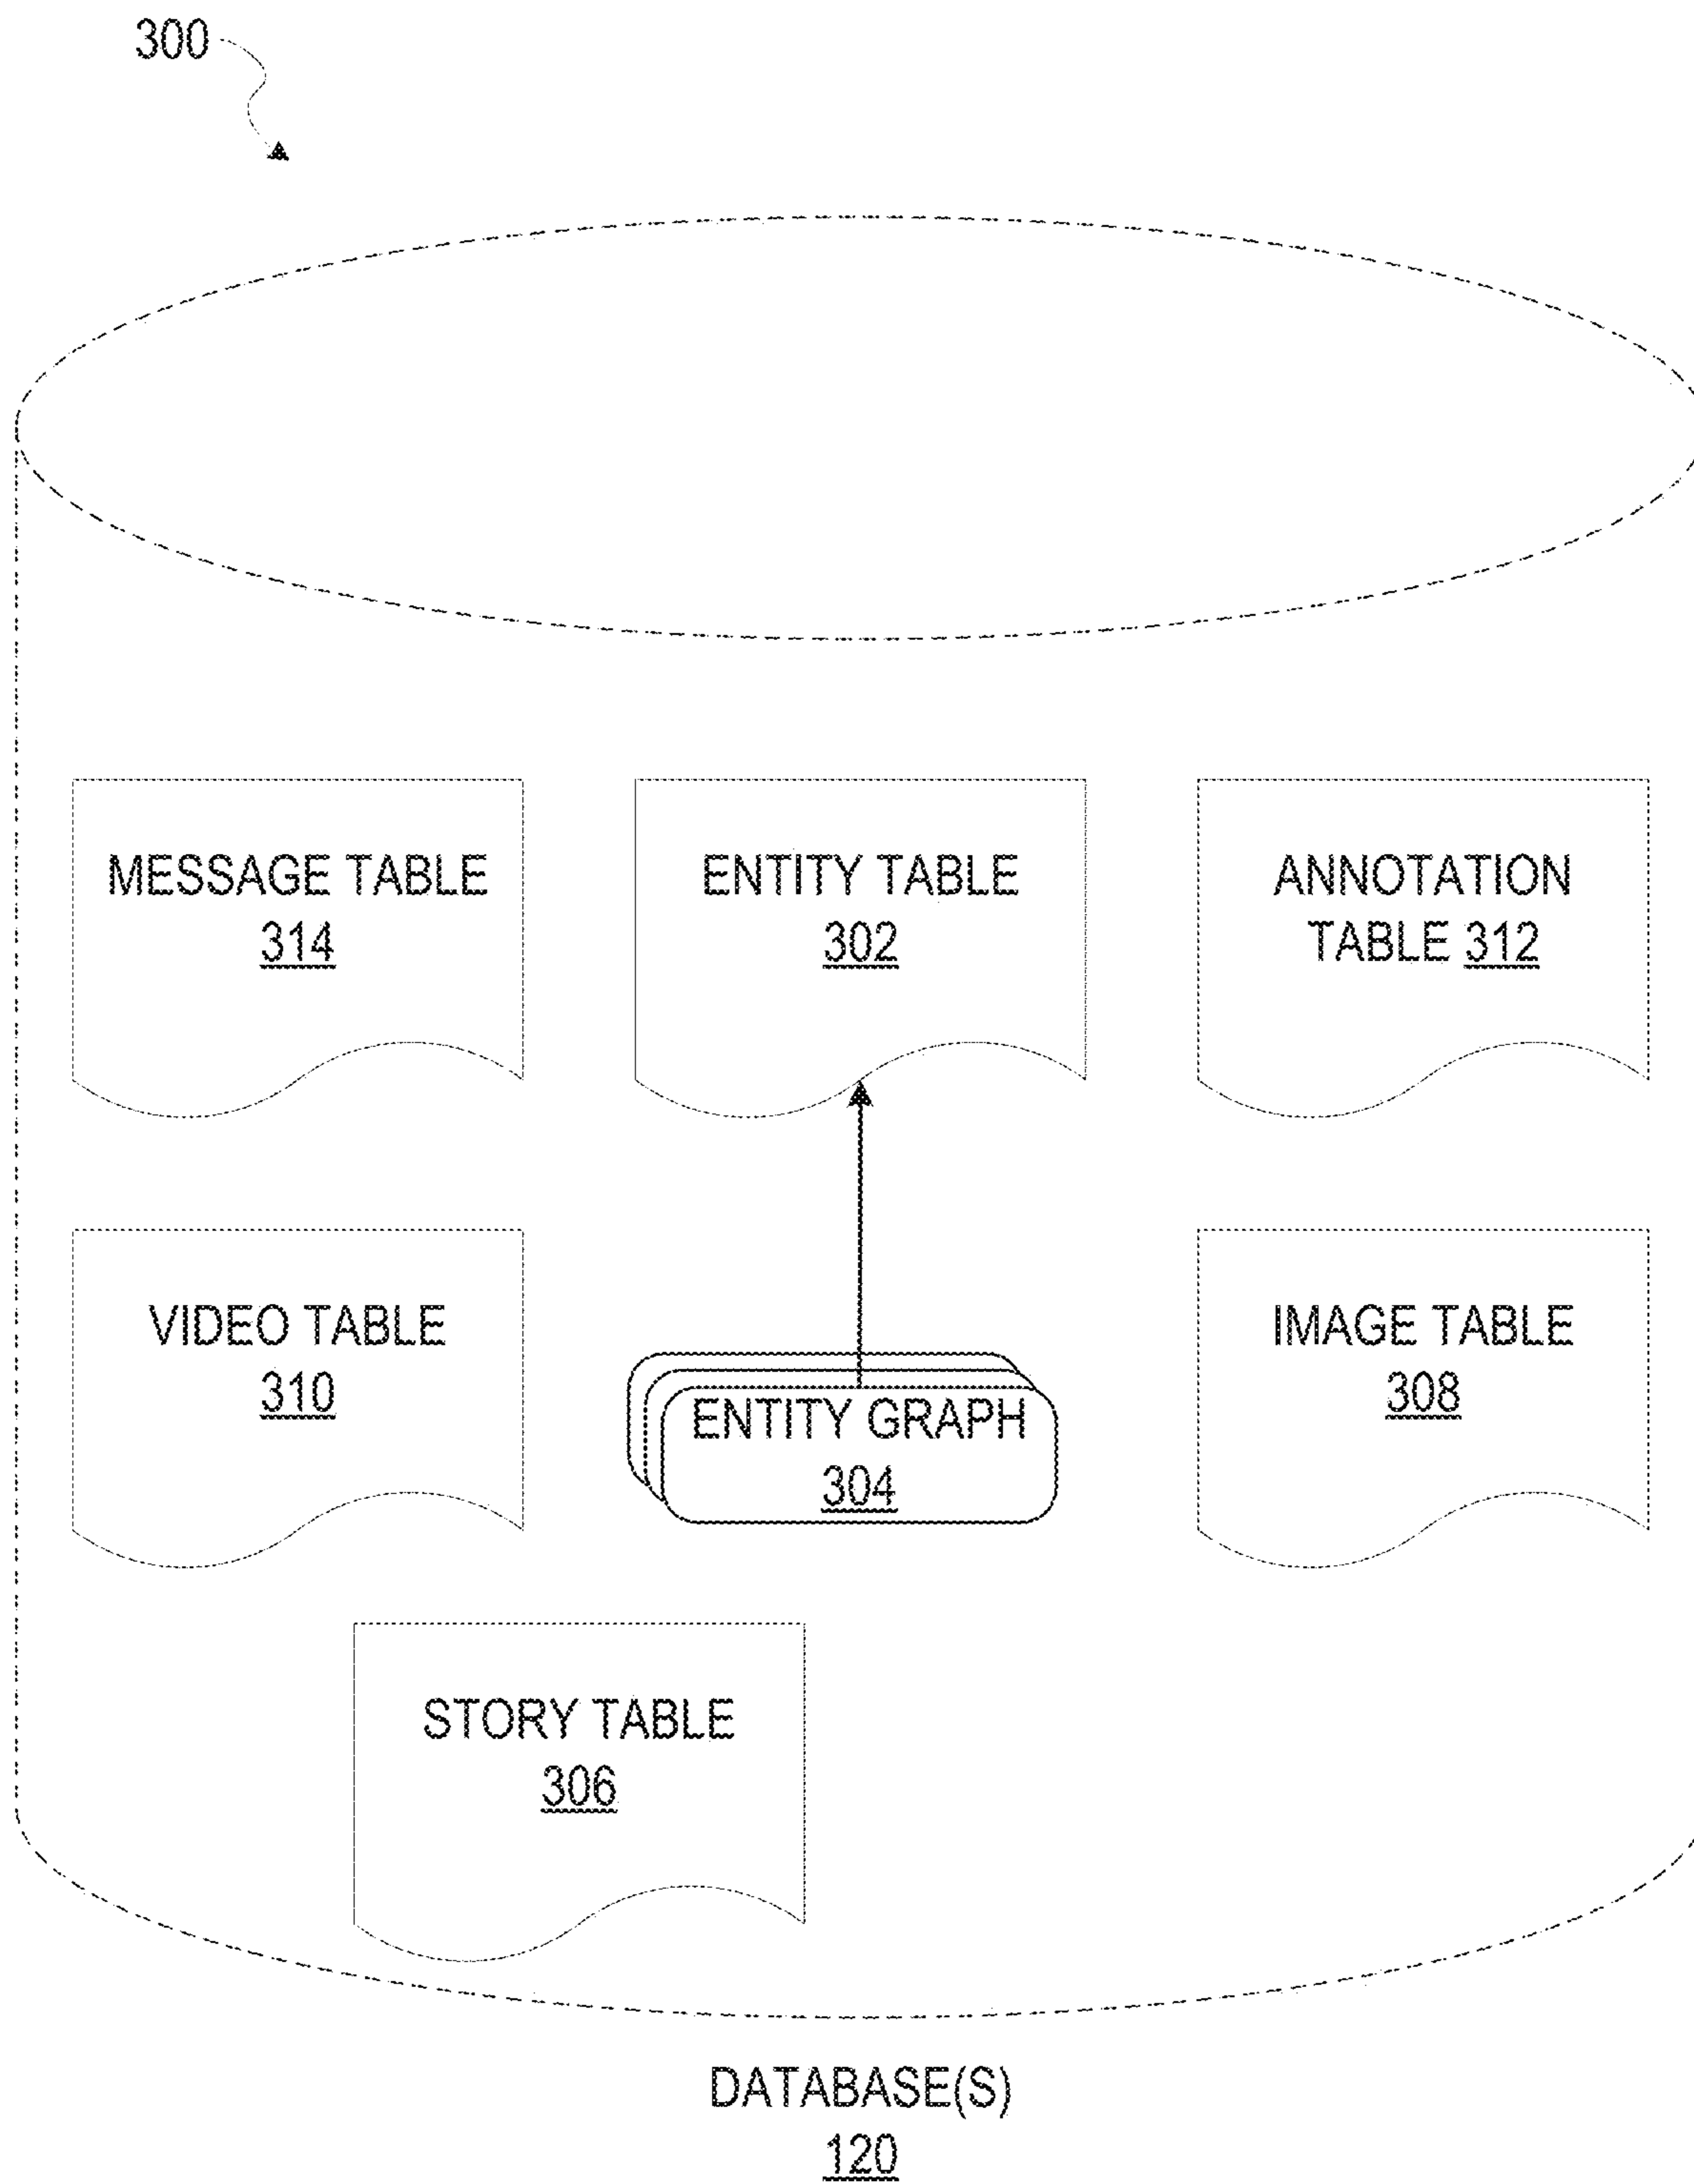 300
MESSAGE TABLE
314
ENTITY TABLE
302
ANNOTATION
TABLE 312
VIDEO TABLE
310
ENTITY GRAPH
304
IMAGE TABLE
308
STORY TABLE
306
DATABASE(S)
120